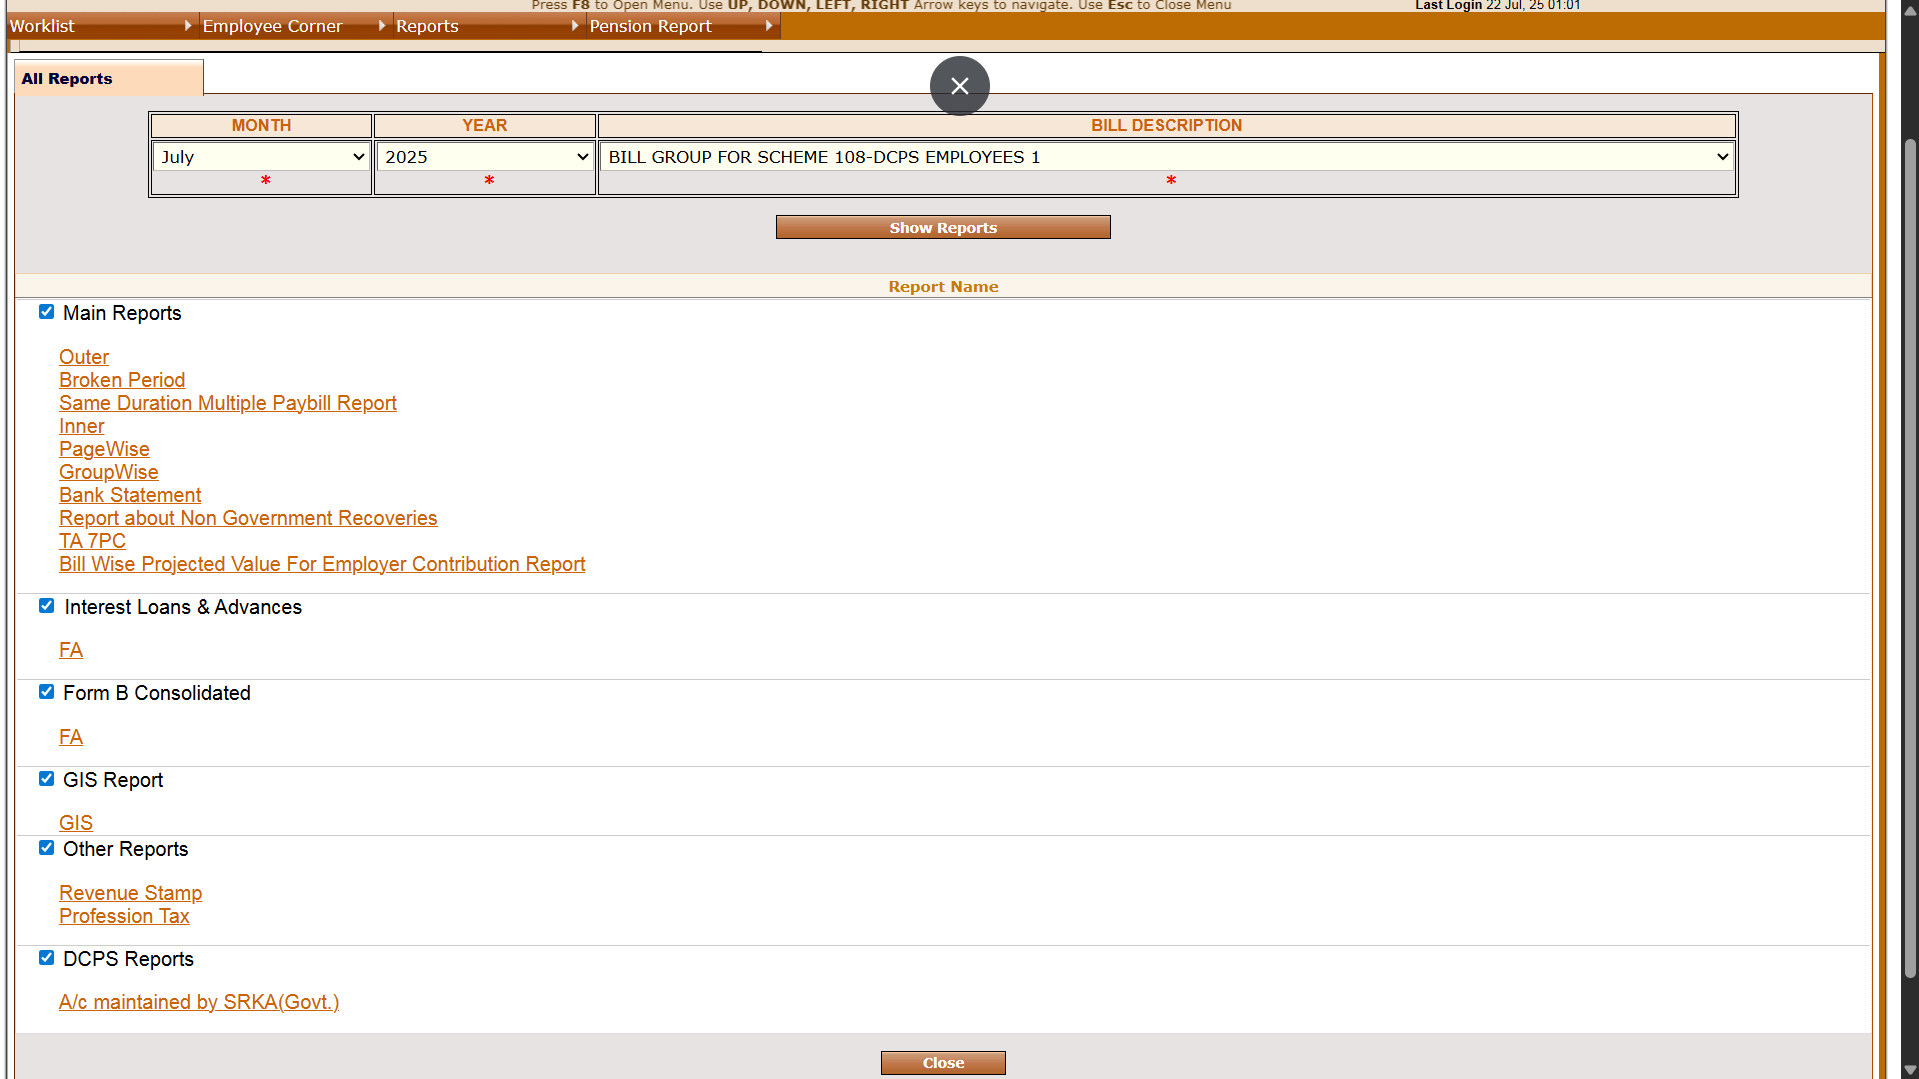 Press F8 to Open Menu. Use UP, DOWN, LEFT, RIGHT Arrow keys to navigate. Use Esc to Close Menu
Last Login 22 Jul, 25 01:01
Worklist
Employee Corner
Reports
Pension Report
All Reports
MONTH
YEAR
BILL DESCRIPTION
July
2025
BILL GROUP FOR SCHEME 108-DCPS EMPLOYEES 1
*
*
*
Show Reports
Report Name
Main Reports
Outer
Broken Period
Same Duration Multiple Paybill Report
Inner
PageWise
GroupWise
Bank Statement
Report about Non Government Recoveries
TA 7PC
Bill Wise Projected Value For Employer Contribution Report
Interest Loans & Advances
FA
Form B Consolidated
FA
GIS Report
GIS
Other Reports
Revenue Stamp
Profession Tax
DCPS Reports
A/c maintained by SRKA(Govt.)
Close